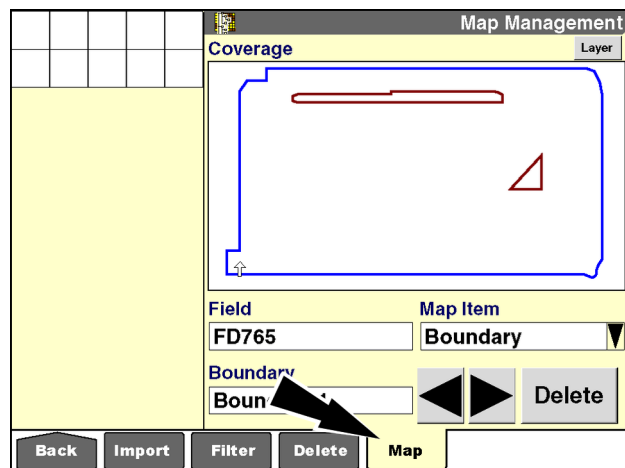 Map Management
Coverage
Layer
Field
Map Item
FD765
Boundary
Boundary
Delete
Back
Import
Filter
Delete
Map